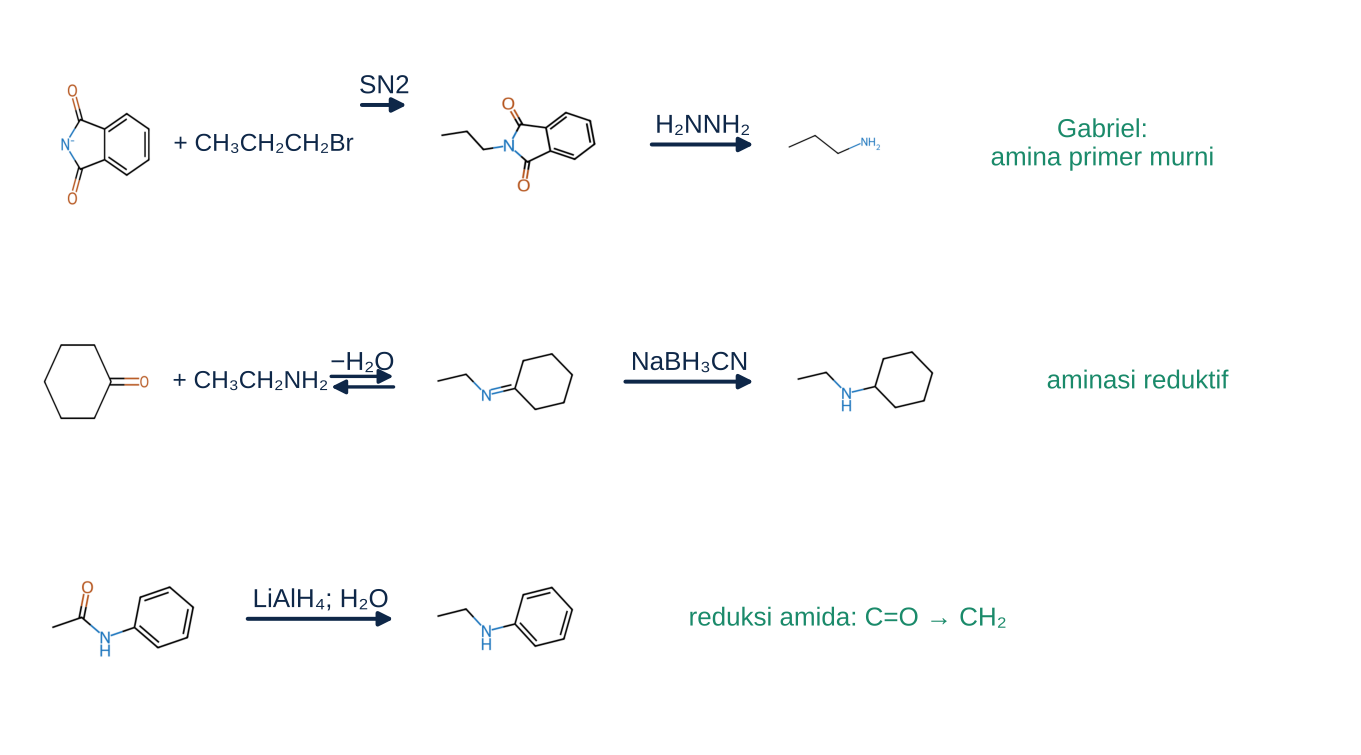 O
N⁻
O
+ CH₃CH₂CH₂Br
SN2
O
N
O
H₂NNH₂
NH₂
Gabriel:
amina primer murni
O
+ CH₃CH₂NH₂
−H₂O
N
NaBH₃CN
N
H
aminasi reduktif
O
N
H
LiAlH₄; H₂O
N
H
reduksi amida: C=O → CH₂